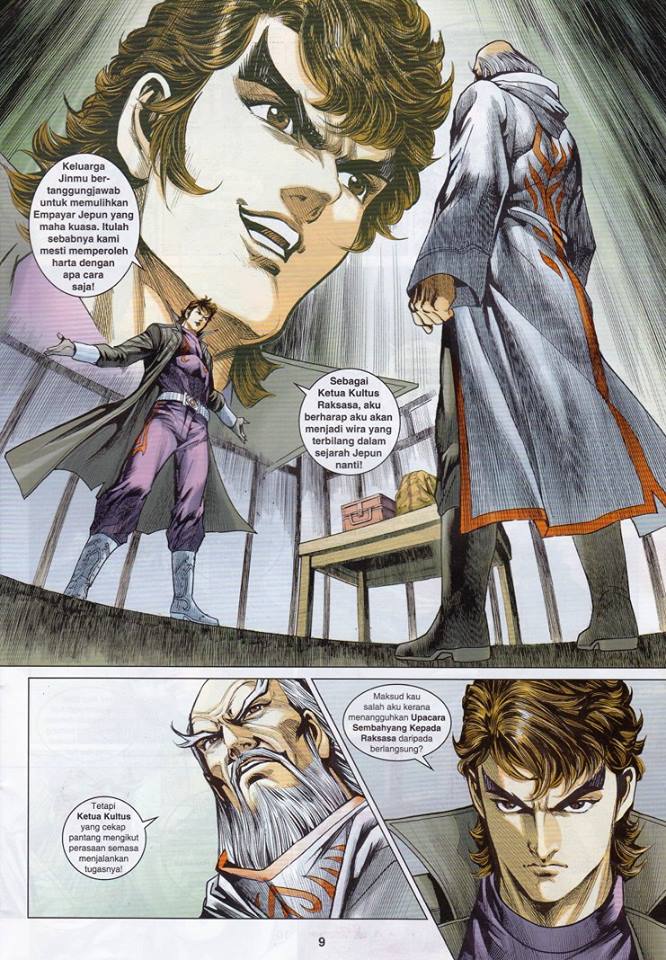 Keluarga
Jinmu ber-
tanggungjawab
untuk memulihkan
Empayar Jepun yang
maha kuasa. Itulah
sebabnya kami
mesti memperoleh
harta dengan
apa cara
saja!
Sebagai
Ketua Kultus
Raksasa, aku
berharap aku akan
menjadi wira yang
terbilang dalam
sejarah Jepun
nanti!
Tetapi
Ketua Kultus
yang cekap
pantang mengikut
perasaan semasa
menjalankan
tugasnya!
Maksud kau
salah aku kerana
menangguhkan Upacara
Sembahyang Kepada
Raksasa daripada
berlangsung?
9